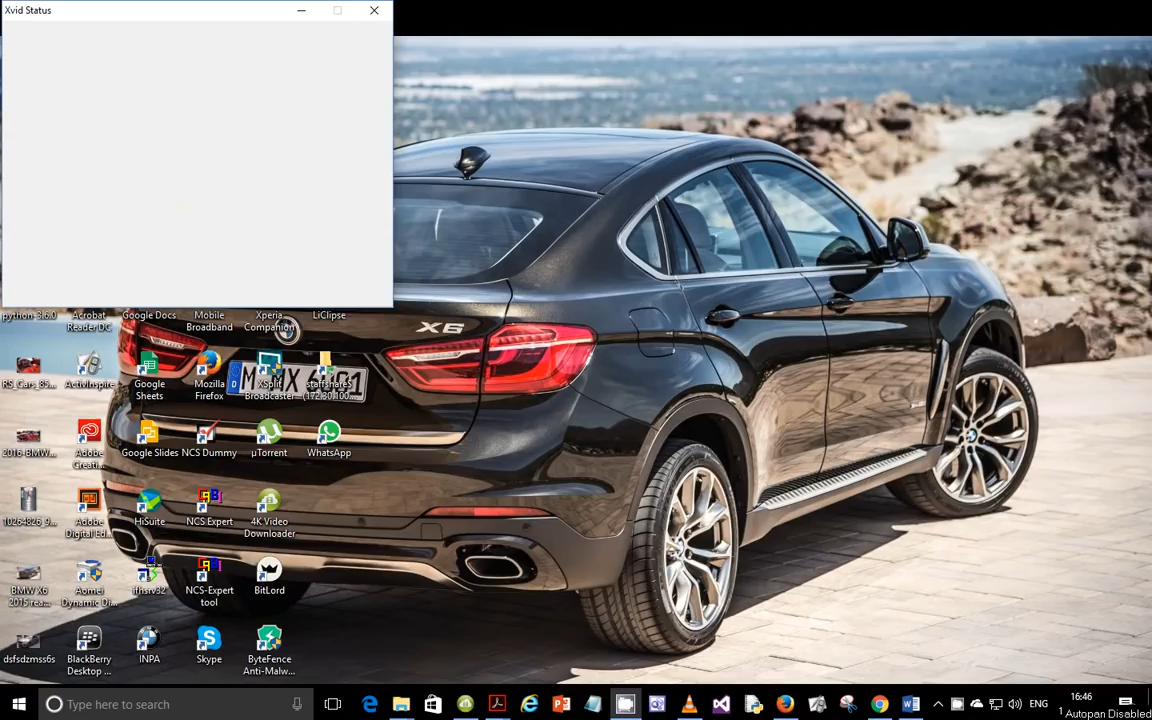 Xvid Status
python-3.6.0
Acrobat
Reader DC
Google Docs
Mobile
Broadband
Xperia
Companion
LiClipse
X6
RS_Cars_85...
ActivInspire
Google
Sheets
Mozilla
Firefox
XSplit
Broadcaster
staffshare$
(172.30.100...
2016-BMW...
Adobe
Creati...
Google Slides
NCS Dummy
µTorrent
WhatsApp
10264826_9...
Adobe
Digital Ed...
HiSuite
NCS Expert
4K Video
Downloader
BMW X6
2015 rea...
Aomei
Dynamic Di...
ifhsrv32
NCS-Expert
tool
BitLord
dsfsdzmss6s
BlackBerry
Desktop ...
INPA
Skype
ByteFence
Anti-Malw...
Type here to search
ENG
16:46
Autopan Disabled